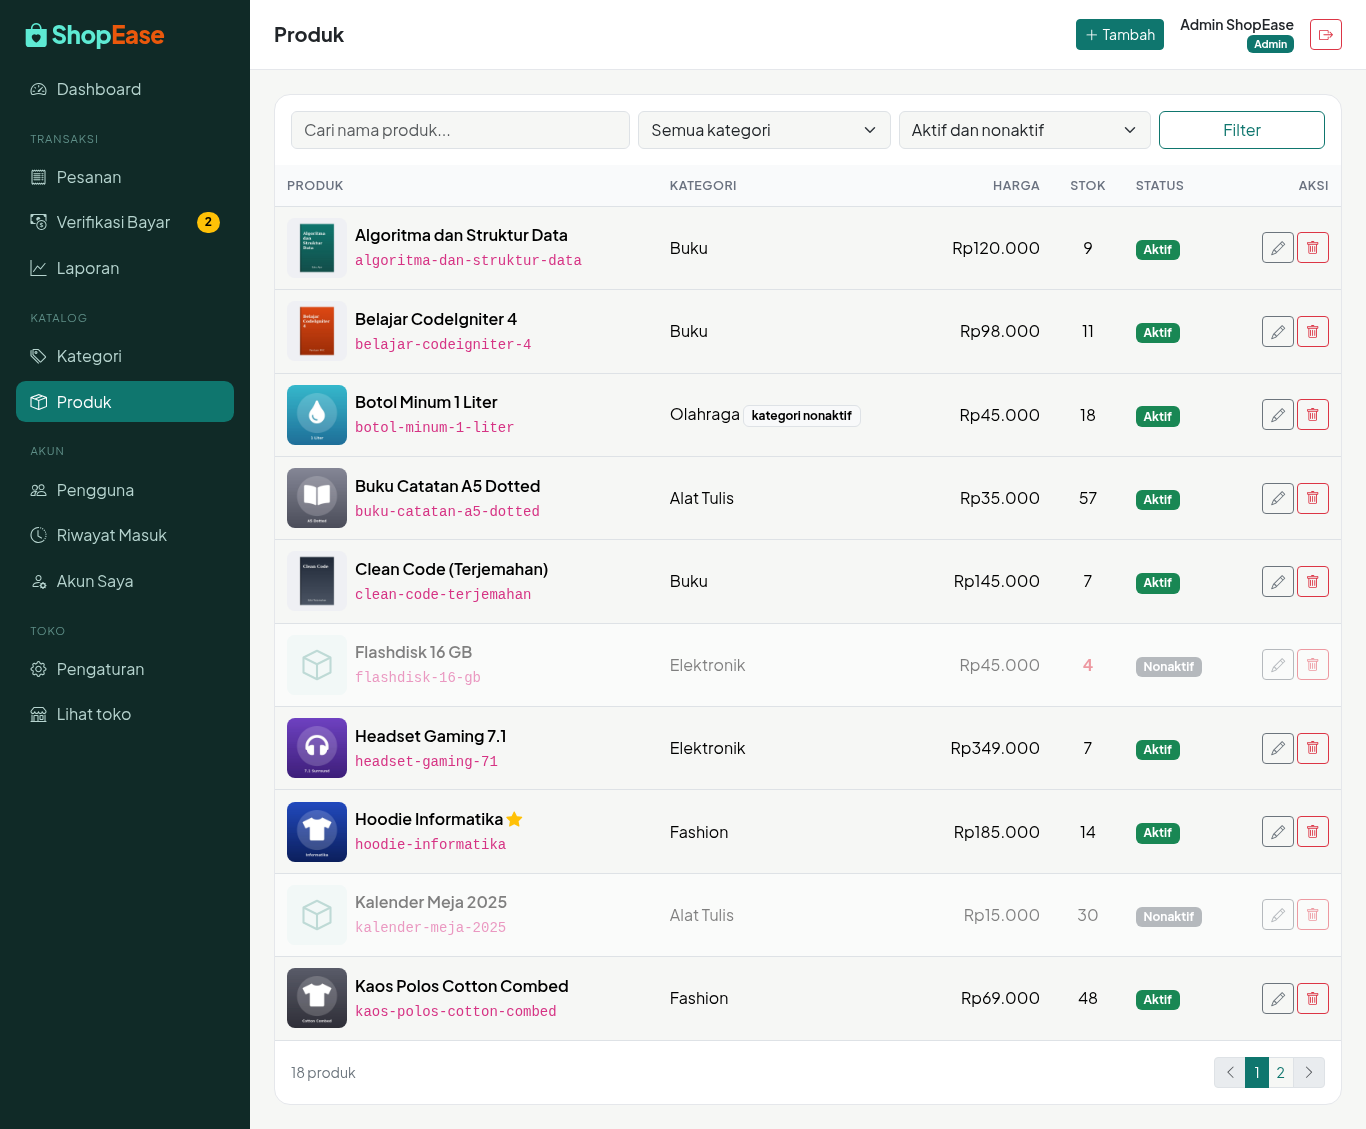 ShopEase
Dashboard
TRANSAKSI
Pesanan
Verifikasi Bayar 2
Laporan
KATALOG
Kategori
Produk
AKUN
Pengguna
Riwayat Masuk
Akun Saya
TOKO
Pengaturan
Lihat toko
Produk
+ Tambah
Admin ShopEase
Admin
Cari nama produk...
Semua kategori
Aktif dan nonaktif
Filter
PRODUK KATEGORI HARGA STOK STATUS AKSI
Algoritma dan Struktur Data
algoritma-dan-struktur-data
Buku Rp120.000 9 Aktif
Belajar CodeIgniter 4
belajar-codeigniter-4
Buku Rp98.000 11 Aktif
Botol Minum 1 Liter
botol-minum-1-liter
Olahraga kategori nonaktif Rp45.000 18 Aktif
Buku Catatan A5 Dotted
buku-catatan-a5-dotted
Alat Tulis Rp35.000 57 Aktif
Clean Code (Terjemahan)
clean-code-terjemahan
Buku Rp145.000 7 Aktif
Flashdisk 16 GB
flashdisk-16-gb
Elektronik Rp45.000 4 Nonaktif
Headset Gaming 7.1
headset-gaming-71
Elektronik Rp349.000 7 Aktif
Hoodie Informatika
hoodie-informatika
Fashion Rp185.000 14 Aktif
Kalender Meja 2025
kalender-meja-2025
Alat Tulis Rp15.000 30 Nonaktif
Kaos Polos Cotton Combed
kaos-polos-cotton-combed
Fashion Rp69.000 48 Aktif
18 produk
1 2